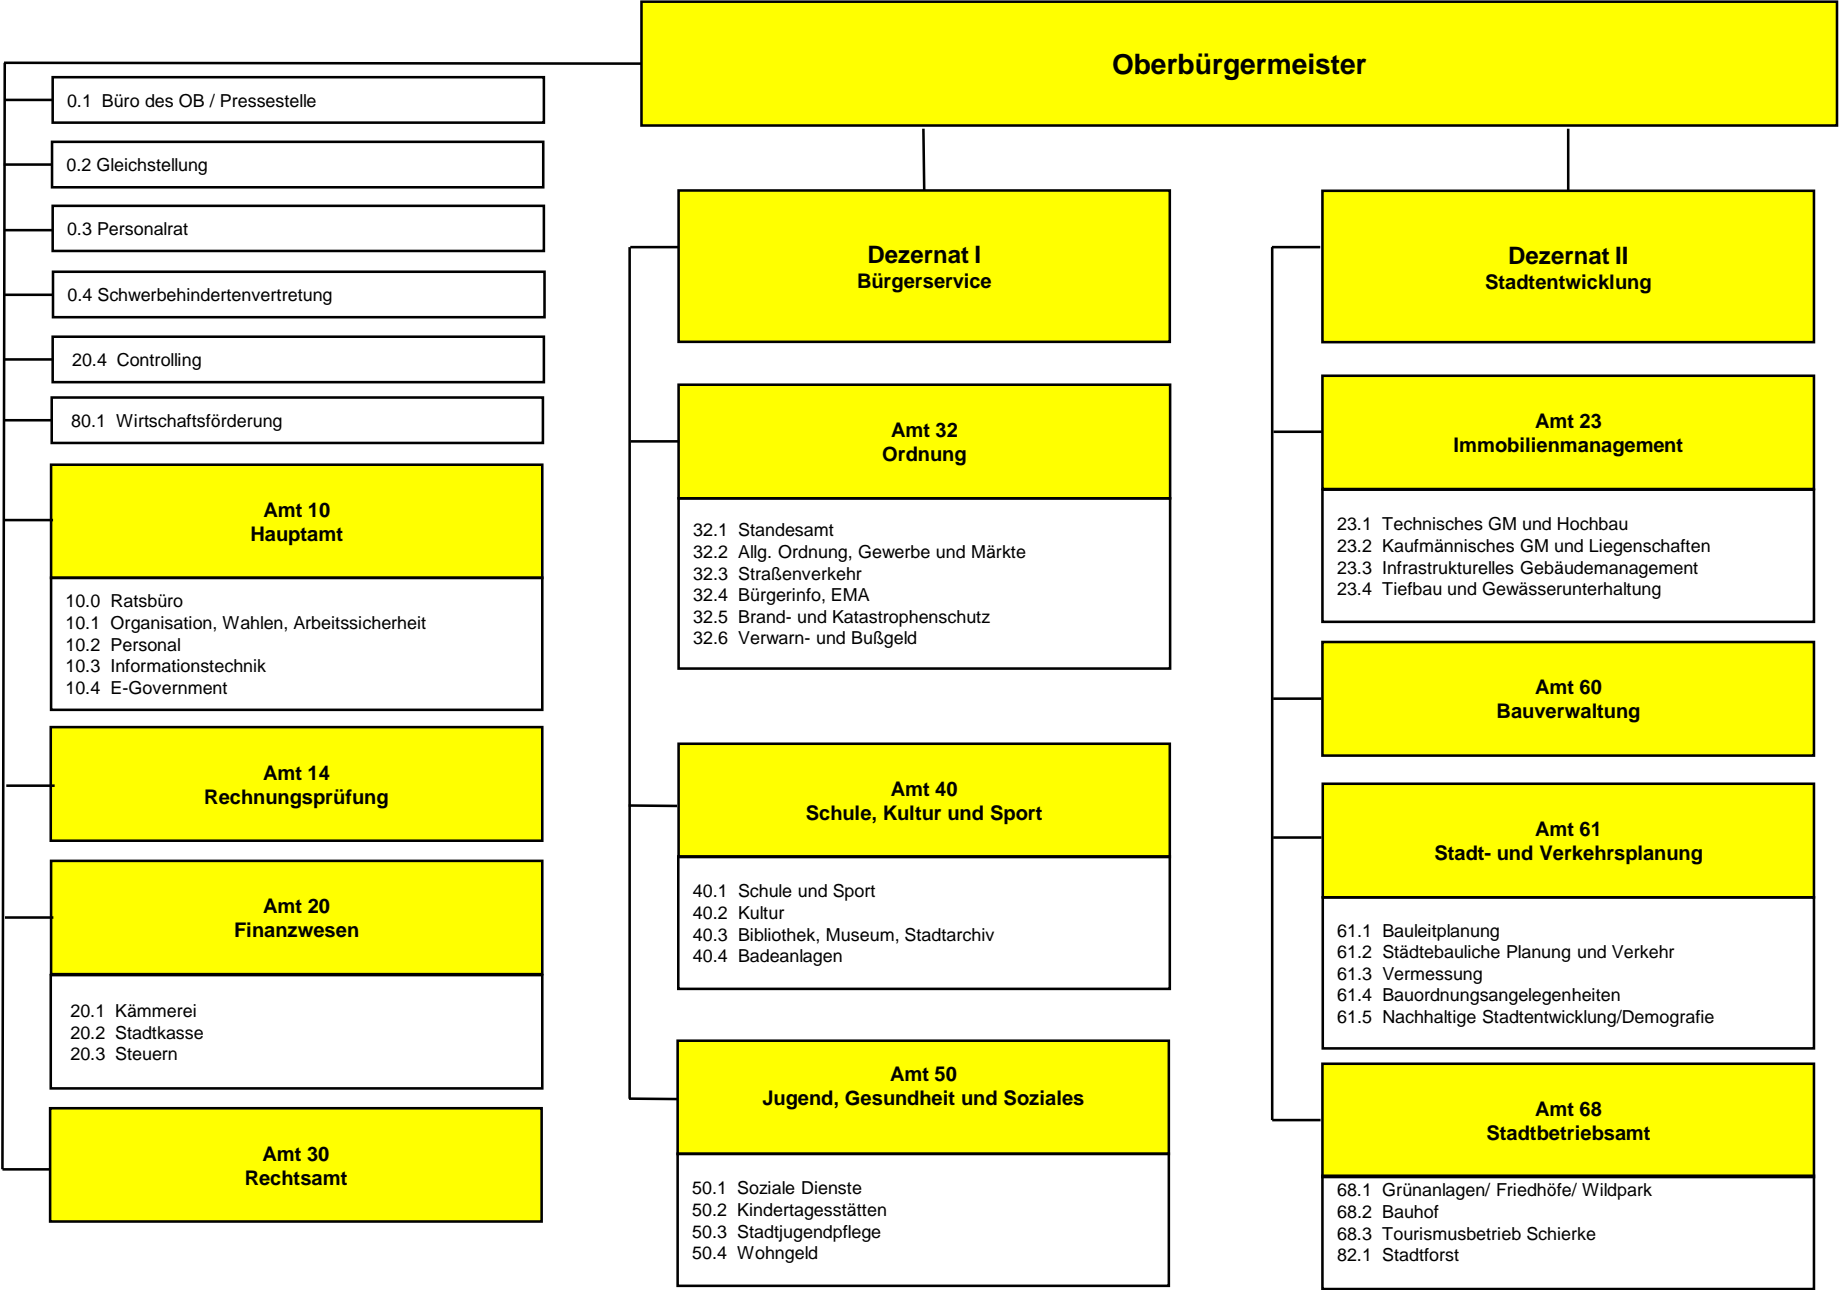 Oberbürgermeister
0.1 Büro des OB / Pressestelle
0.2 Gleichstellung
0.3 Personalrat
0.4 Schwerbehindertenvertretung
20.4 Controlling
80.1 Wirtschaftsförderung
Amt 10
Hauptamt
10.0 Ratsbüro
10.1 Organisation, Wahlen, Arbeitssicherheit
10.2 Personal
10.3 Informationstechnik
10.4 E-Government
Amt 14
Rechnungsprüfung
Amt 20
Finanzwesen
20.1 Kämmerei
20.2 Stadtkasse
20.3 Steuern
Amt 30
Rechtsamt
Dezernat I
Bürgerservice
Amt 32
Ordnung
32.1 Standesamt
32.2 Allg. Ordnung, Gewerbe und Märkte
32.3 Straßenverkehr
32.4 Bürgerinfo, EMA
32.5 Brand- und Katastrophenschutz
32.6 Verwarn- und Bußgeld
Amt 40
Schule, Kultur und Sport
40.1 Schule und Sport
40.2 Kultur
40.3 Bibliothek, Museum, Stadtarchiv
40.4 Badeanlagen
Amt 50
Jugend, Gesundheit und Soziales
50.1 Soziale Dienste
50.2 Kindertagesstätten
50.3 Stadtjugendpflege
50.4 Wohngeld
Dezernat II
Stadtentwicklung
Amt 23
Immobilienmanagement
23.1 Technisches GM und Hochbau
23.2 Kaufmännisches GM und Liegenschaften
23.3 Infrastrukturelles Gebäudemanagement
23.4 Tiefbau und Gewässerunterhaltung
Amt 60
Bauverwaltung
Amt 61
Stadt- und Verkehrsplanung
61.1 Bauleitplanung
61.2 Städtebauliche Planung und Verkehr
61.3 Vermessung
61.4 Bauordnungsangelegenheiten
61.5 Nachhaltige Stadtentwicklung/Demografie
Amt 68
Stadtbetriebsamt
68.1 Grünanlagen/ Friedhöfe/ Wildpark
68.2 Bauhof
68.3 Tourismusbetrieb Schierke
82.1 Stadtforst